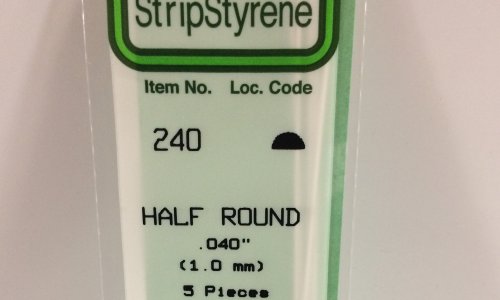 StripStyrene
Item No. Loc. Code
240
HALF ROUND
.040"
(1.0 mm)
5 Pieces